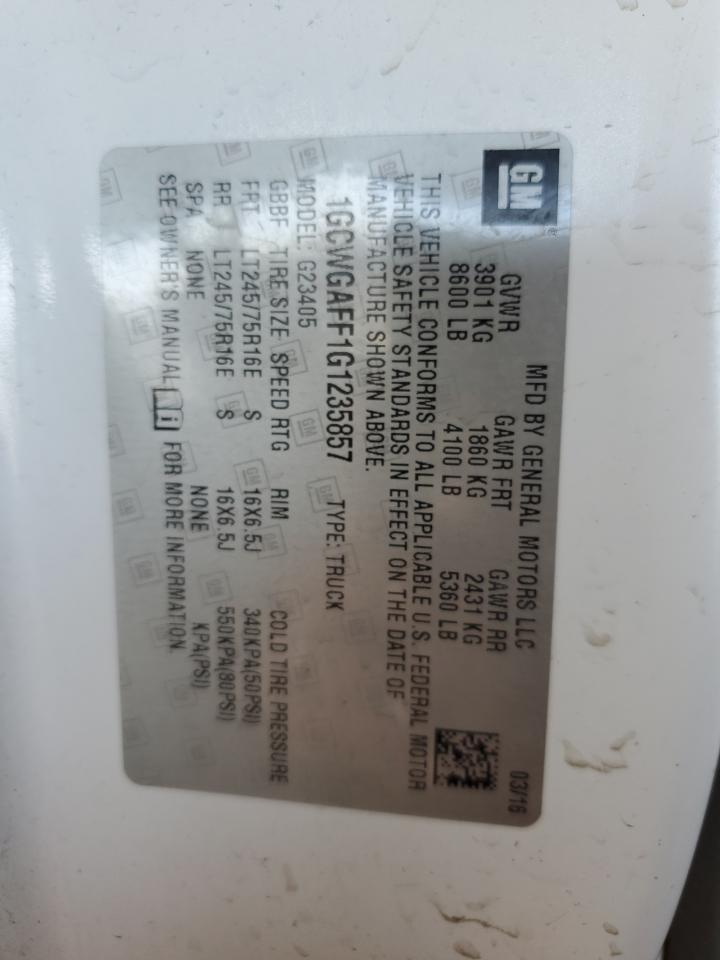 GM
MFD BY GENERAL MOTORS LLC 03/16
GVWR GAWR FRT GAWR RR
3901 KG 1860 KG 2431 KG
8600 LB 4100 LB 5360 LB
THIS VEHICLE CONFORMS TO ALL APPLICABLE U.S. FEDERAL MOTOR
VEHICLE SAFETY STANDARDS IN EFFECT ON THE DATE OF
MANUFACTURE SHOWN ABOVE.
1GCWGAFF1G1235857 TYPE: TRUCK
MODEL: G23405
GBBF TIRE SIZE SPEED RTG RIM COLD TIRE PRESSURE
FRT LT245/75R16E S 16X6.5J 340KPA(50PSI)
RR LT245/75R16E S 16X6.5J 550KPA(80PSI)
SPA NONE NONE KPA(PSI)
SEE OWNER'S MANUAL i FOR MORE INFORMATION.